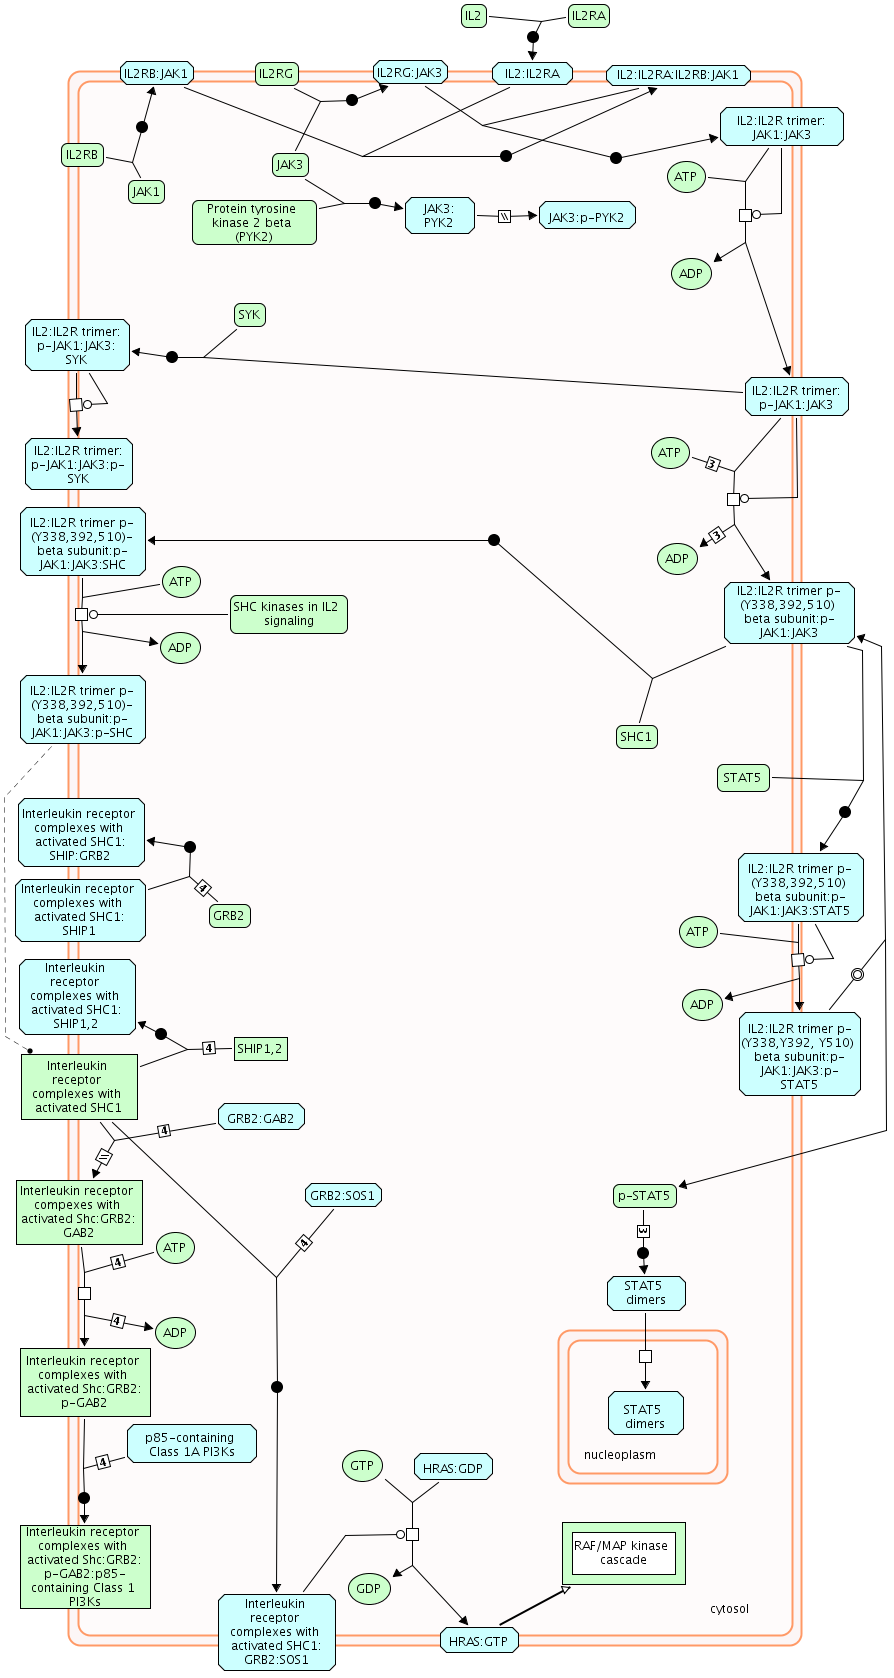 IL2
IL2RA
IL2RB:JAK1
IL2RG
IL2RG:JAK3
IL2:IL2RA
IL2:IL2RA:IL2RB:JAK1
IL2:IL2R trimer:
JAK1:JAK3:
IL2RB
JAK3
ATP
JAK1
Protein tyrosine
kinase 2 beta
(PYK2)
JAK3:
PYK2
\\
JAK3:p-PYK2
ADP
SYK
IL2:IL2R trimer:
p-JAK1:JAK3:
SYK
IL2:IL2R trimer:
p-JAK1:JAK3
IL2:IL2R trimer:
p-JAK1:JAK3:p-
SYK
ATP
3
3
ADP
IL2:IL2R trimer p-
(Y338,392,510)-
beta subunit:p-
JAK1:JAK3:SHC
ATP
SHC kinases in IL2
signaling
ADP
IL2:IL2R trimer p-
(Y338,392,510)
beta subunit:p-
JAK1:JAK3
IL2:IL2R trimer p-
(Y338,392,510)-
beta subunit:p-
JAK1:JAK3:p-SHC
SHC1
STAT5
Interleukin receptor
complexes with
activated SHC1:
SHIP:GRB2
IL2:IL2R trimer p-
(Y338,392,510)
beta subunit:p-
JAK1:JAK3:STAT5
Interleukin receptor
complexes with
activated SHC1:
SHIP1
4
GRB2
ATP
ADP
Interleukin
receptor
complexes with
activated SHC1:
SHIP1,2
IL2:IL2R trimer p-
(Y338,Y392, Y510)
beta subunit:p-
JAK1:JAK3:p-
STAT5
4
SHIP1,2
Interleukin
receptor
complexes with
activated SHC1
4
GRB2:GAB2
\\
Interleukin receptor
compexes with
activated Shc:GRB2:
GAB2
GRB2:SOS1
4
p-STAT5
3
ATP
4
4
ADP
STAT5
dimers
Interleukin receptor
complexes with
activated Shc:GRB2:
p-GAB2
STAT5
dimers
nucleoplasm
p85-containing
Class 1A PI3Ks
4
GTP
HRAS:GDP
Interleukin receptor
complexes with
activated Shc:GRB2:
p-GAB2:p85-
containing Class 1
PI3Ks
RAF/MAP kinase
cascade
GDP
Interleukin
receptor
complexes with
activated SHC1:
GRB2:SOS1
HRAS:GTP
cytosol